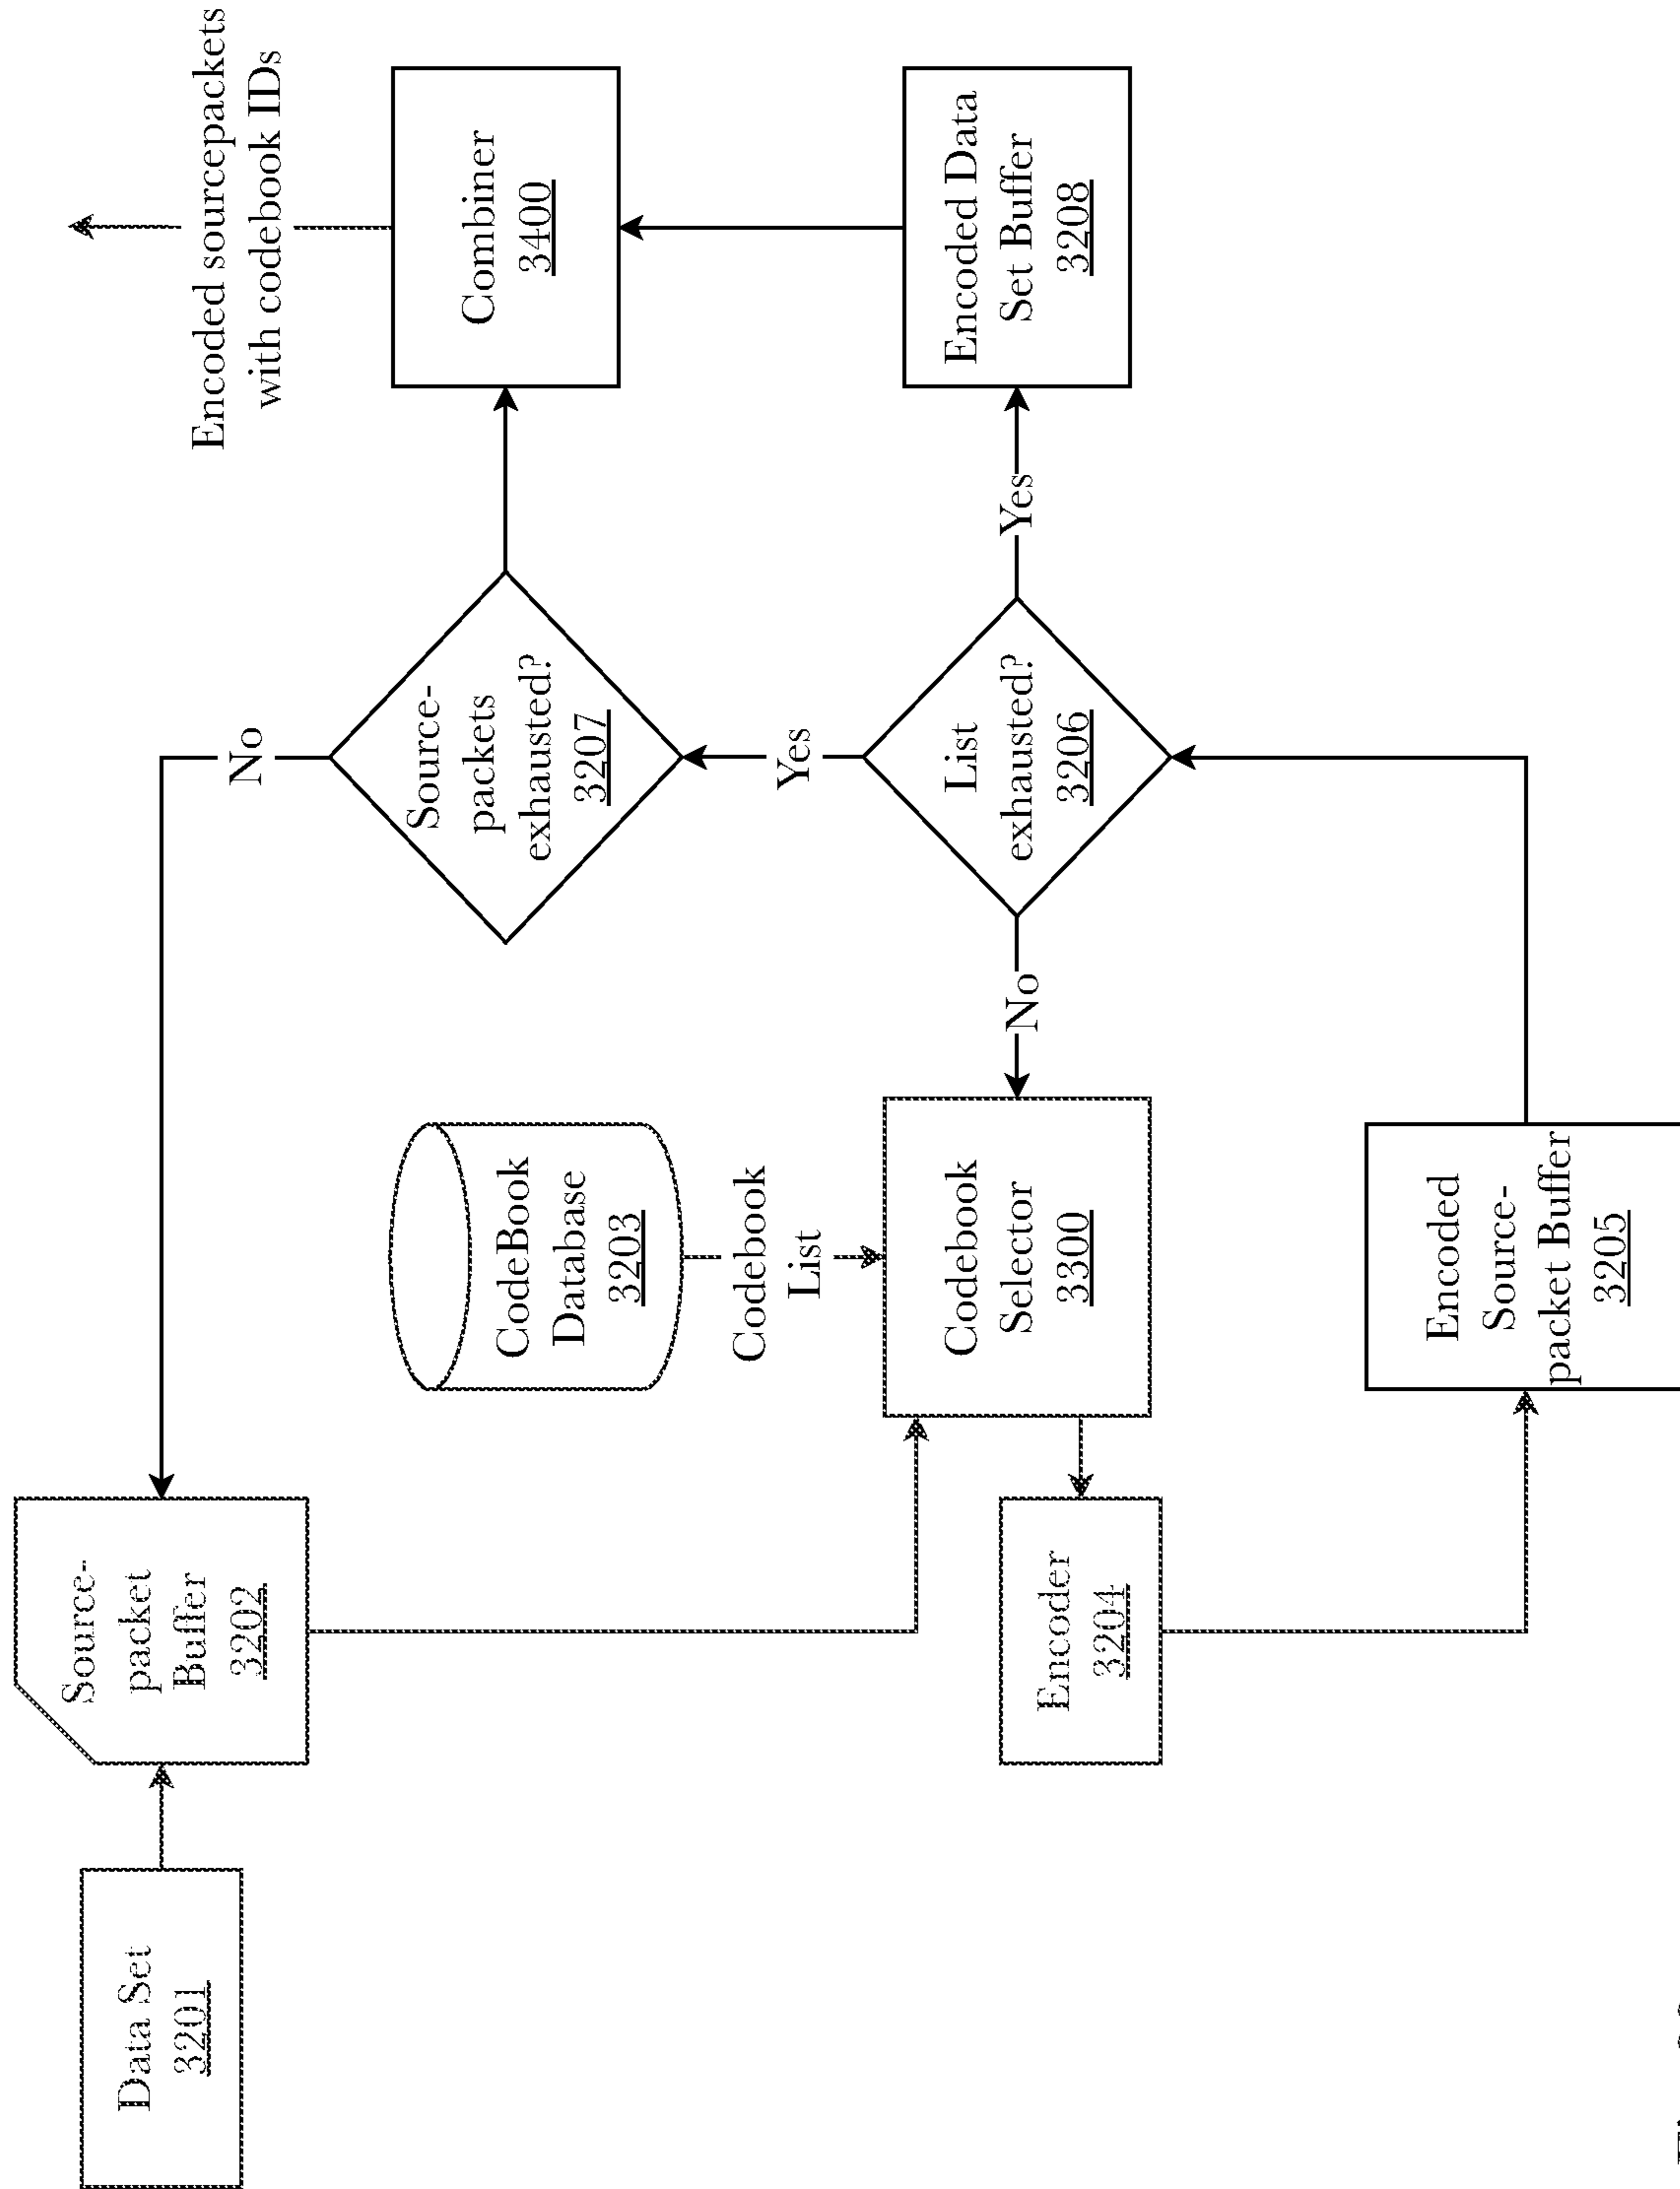 Data Set
3201
Source-
packet
Buffer
3202
No
Encoded sourcepackets
with codebook IDs
CodeBook
Database
3203
Codebook
List
Source-
packets
exhausted?
3207
Combiner
3400
Yes
Encoder
3204
Codebook
Selector
3300
No
List
exhausted?
3206
Yes
Encoded Data
Set Buffer
3208
Encoded
Source-
packet Buffer
3205